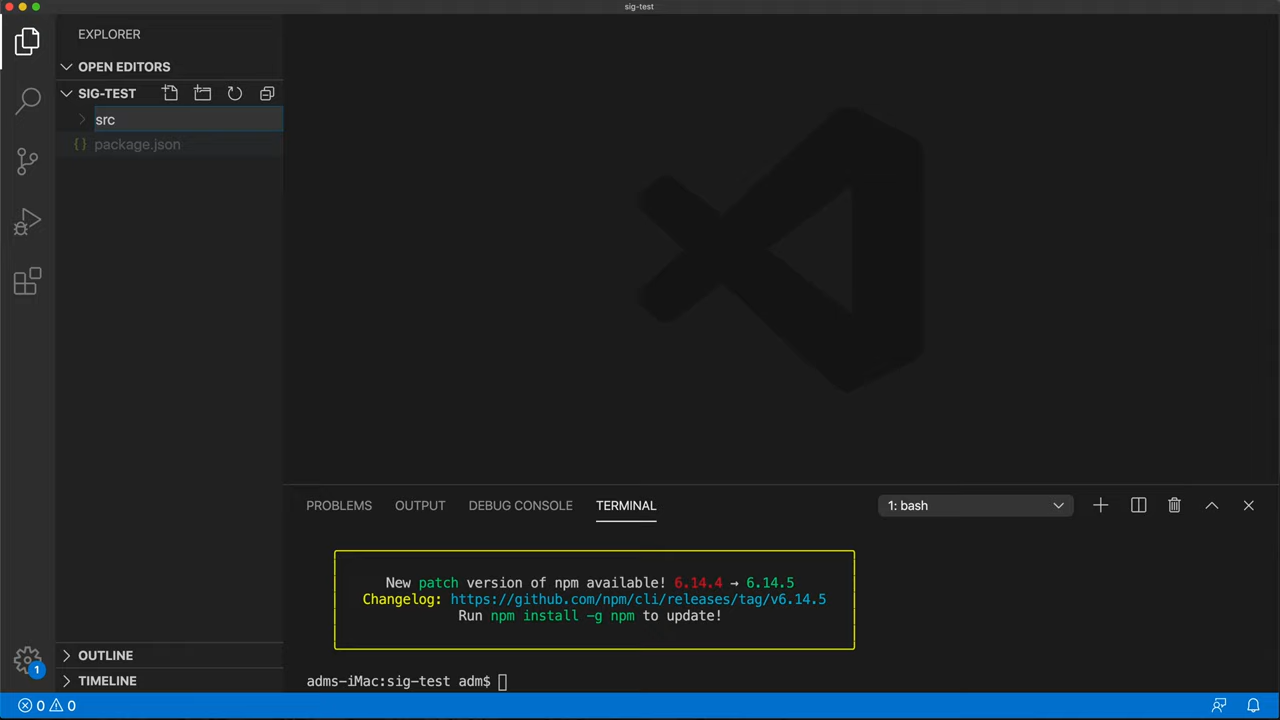 sig-test
EXPLORER
OPEN EDITORS
SIG-TEST
src
{} package.json
PROBLEMS OUTPUT DEBUG CONSOLE TERMINAL 1: bash
New patch version of npm available! 6.14.4 → 6.14.5
Changelog: https://github.com/npm/cli/releases/tag/v6.14.5
Run npm install -g npm to update!
adms-iMac:sig-test adm$
OUTLINE
1
TIMELINE
0 0